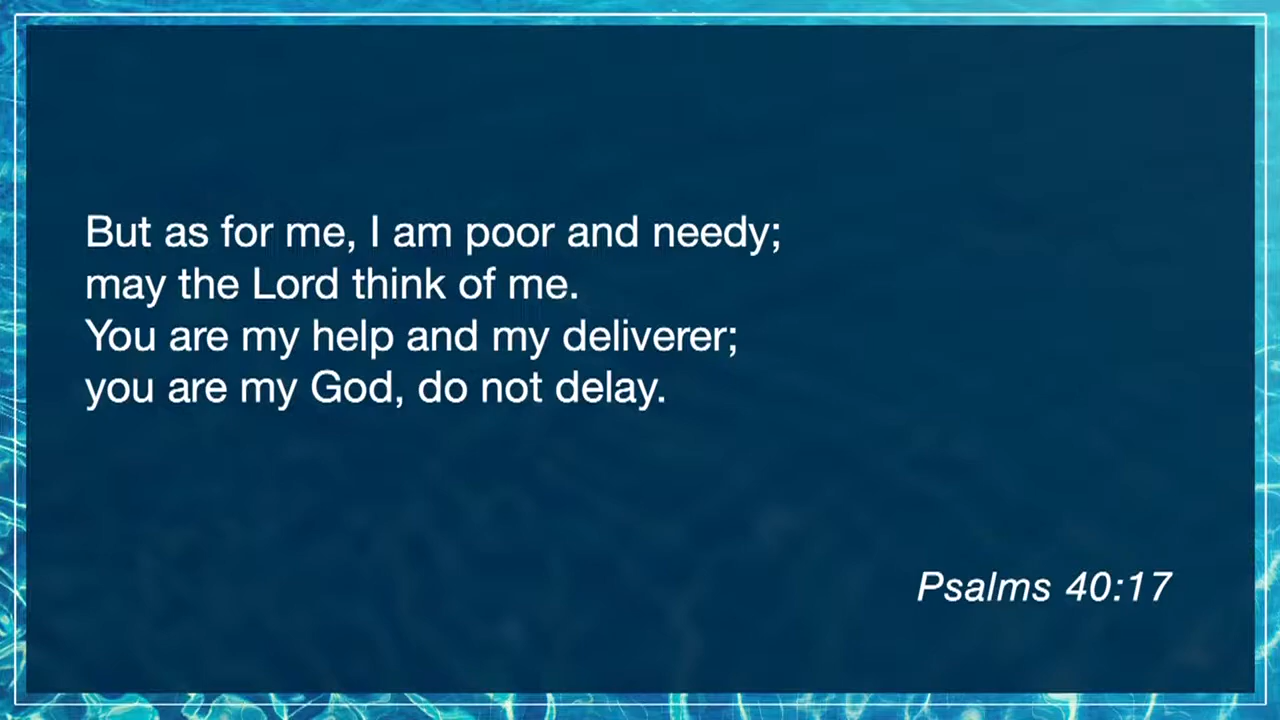 But as for me, I am poor and needy;
may the Lord think of me.
You are my help and my deliverer;
you are my God, do not delay.
Psalms 40:17